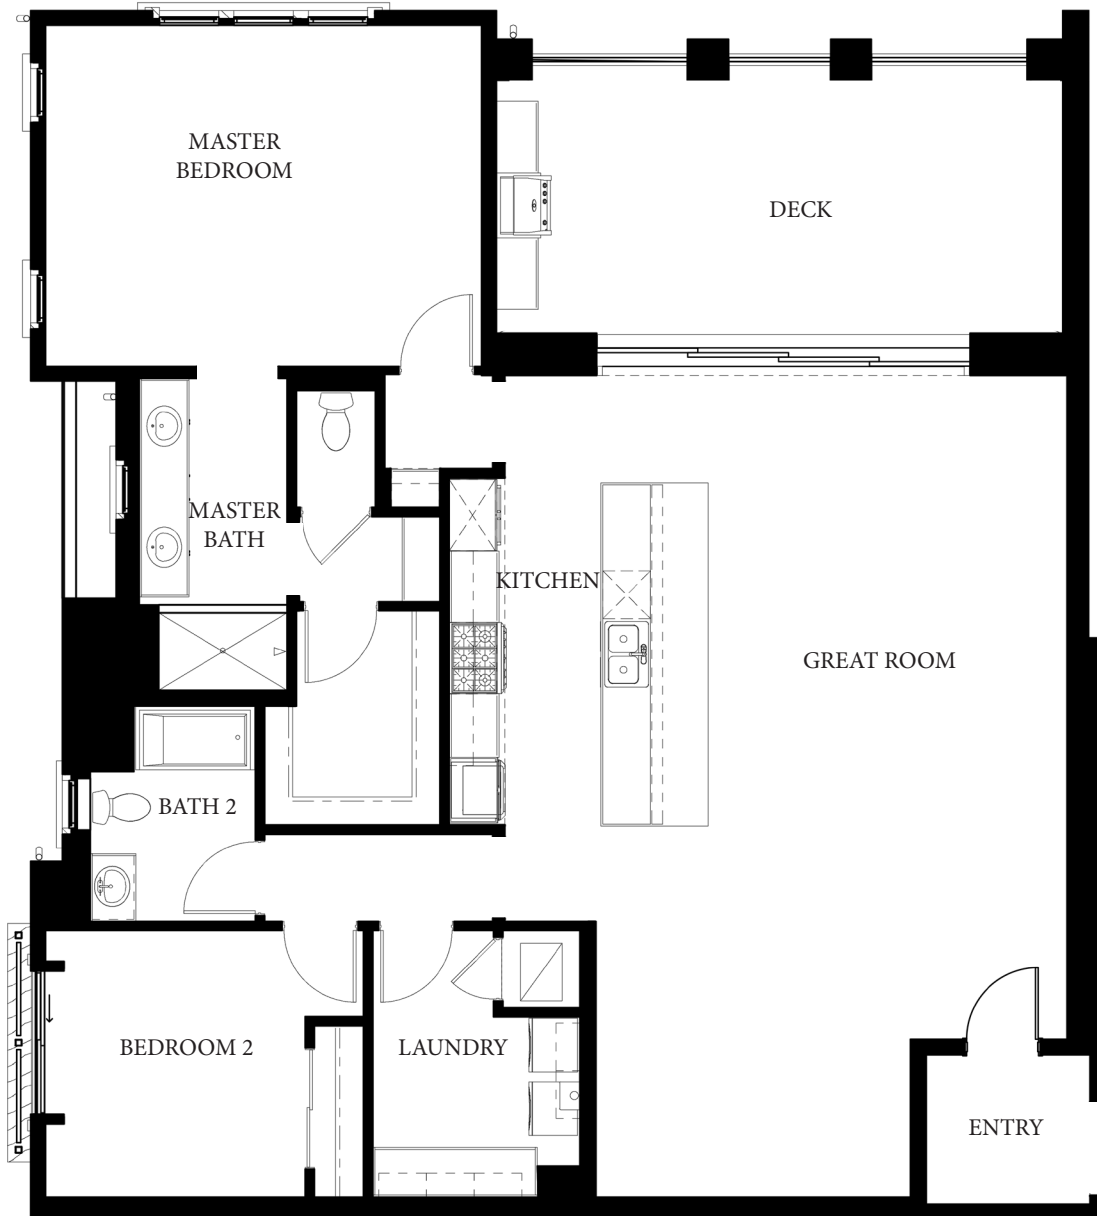 MASTER
BEDROOM
DECK
MASTER
BATH
KITCHEN
GREAT ROOM
BATH 2
BEDROOM 2
LAUNDRY
ENTRY